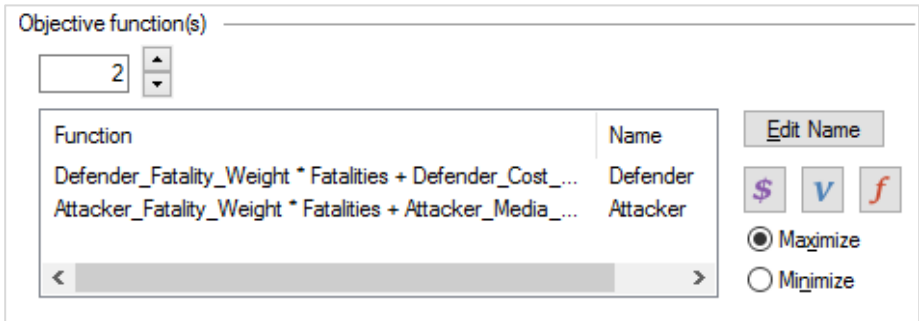 Objective function(s)
2
Function Name
Defender_Fatality_Weight * Fatalities + Defender_Cost_... Defender
Attacker_Fatality_Weight * Fatalities + Attacker_Media_... Attacker
Edit Name
$ v f
Maximize
Minimize